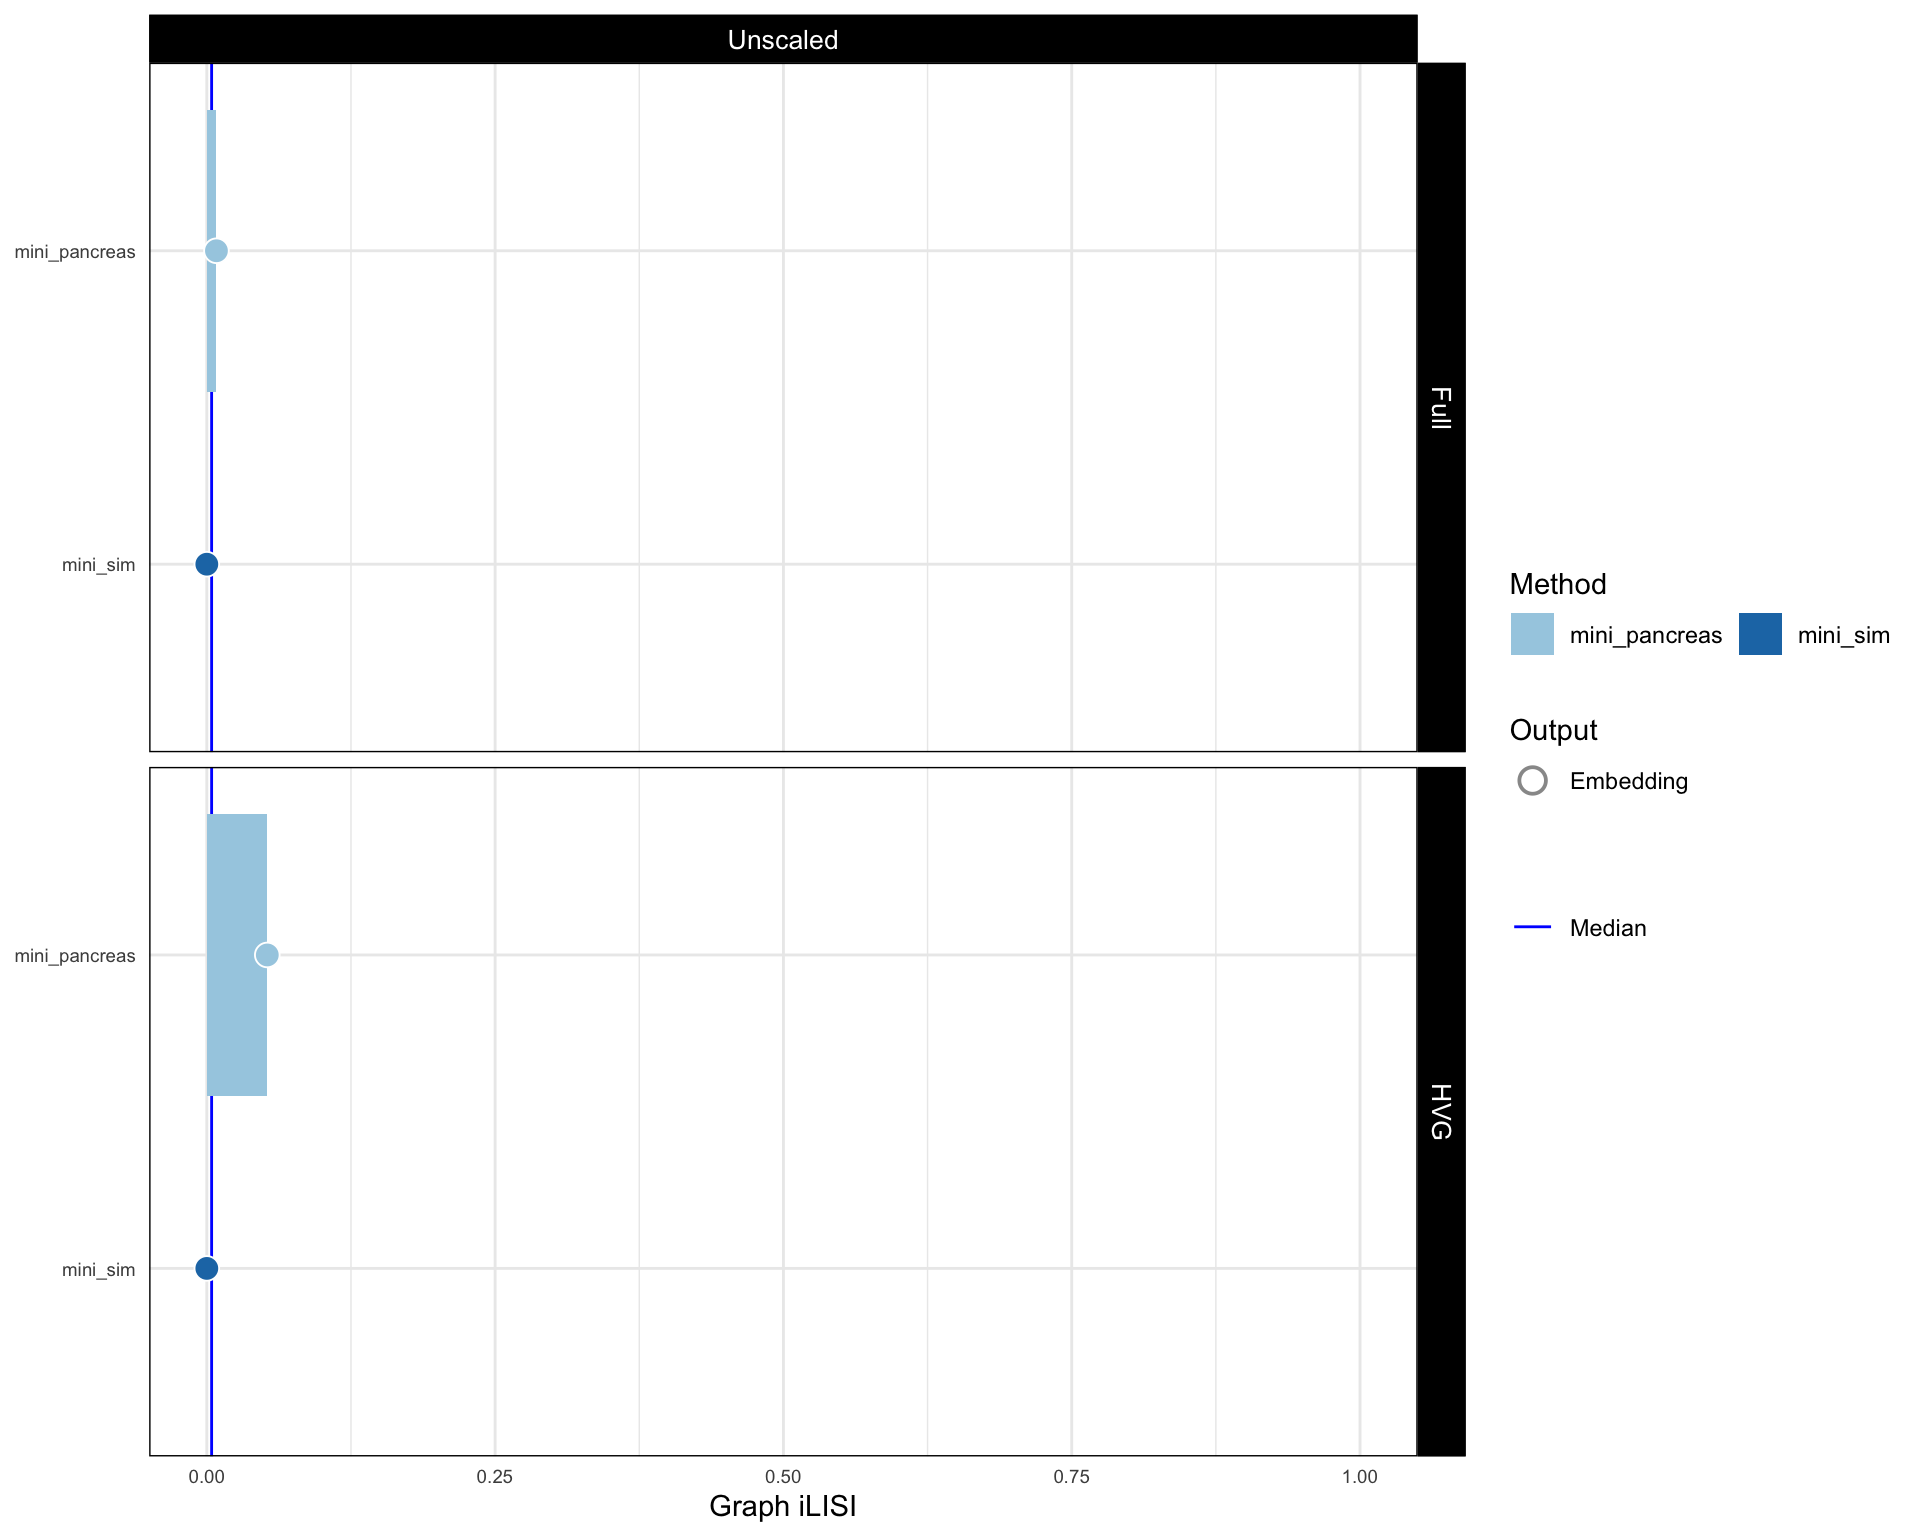 Unscaled
mini_pancreas
mini_sim
Full
mini_pancreas
mini_sim
HVG
0.00 0.25 0.50 0.75 1.00
Graph iLISI
Method
mini_pancreas mini_sim
Output
Embedding
Median